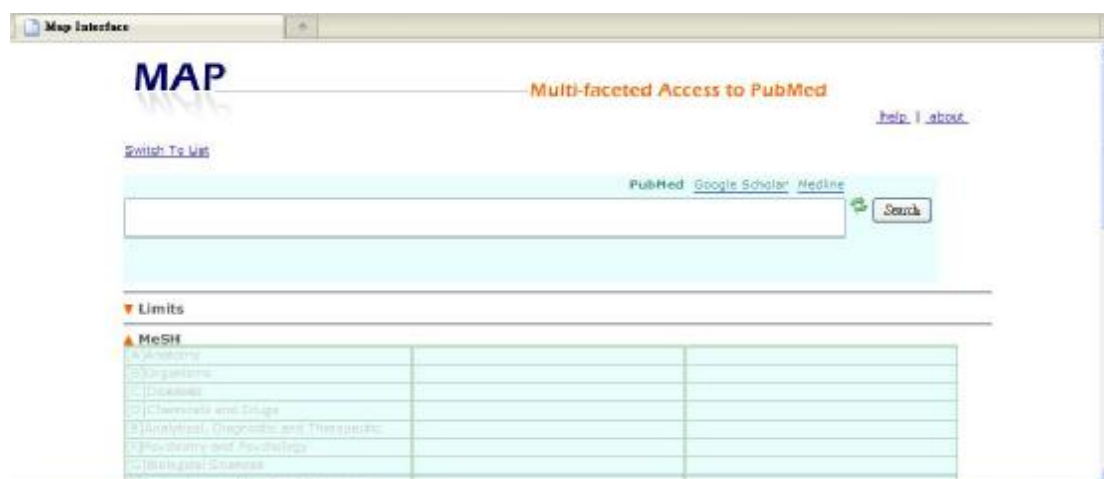 Map Interface
MAP
Multi-faceted Access to PubMed
help | about
Switch To List
PubMed Google Scholar Medline
Search
Limits
MeSH
[A]Anatomy
[B]Organisms
[C]Diseases
[D]Chemicals and Drugs
[E]Analytical, Diagnostic and Therapeutic
[F]Psychiatry and Psychology
[G]Biological Sciences